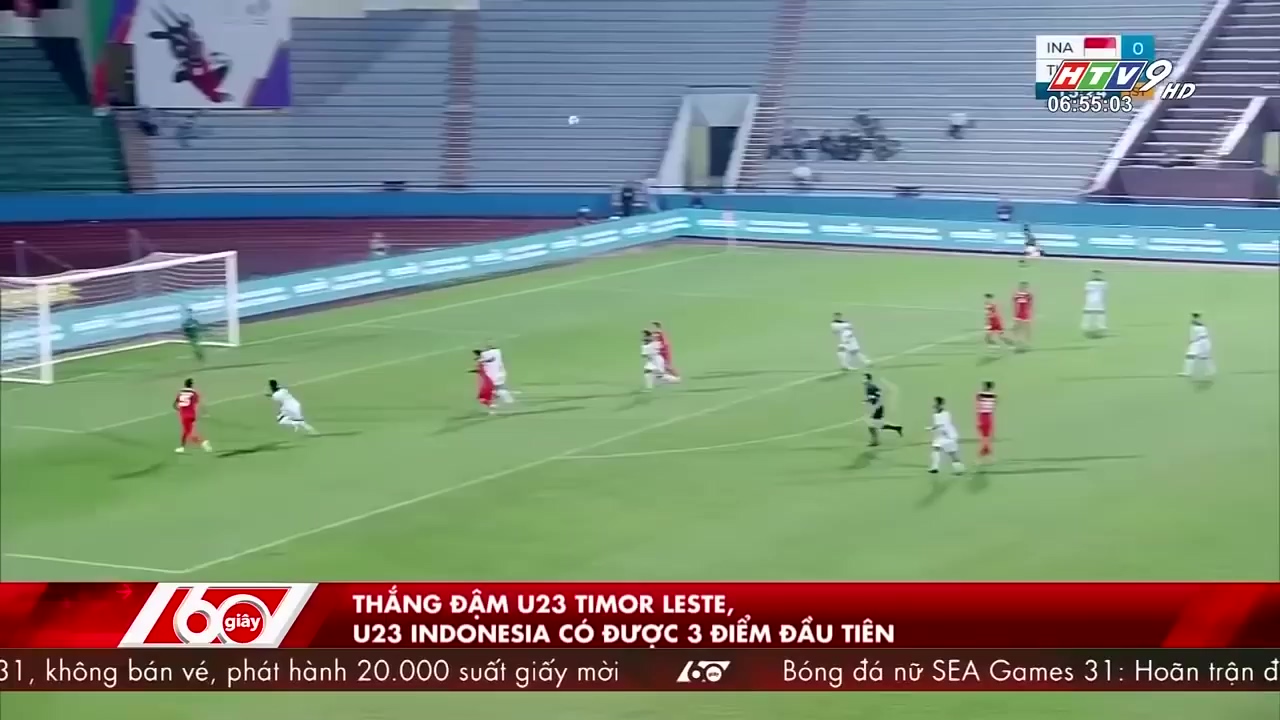 INA 0
HTV9 HD
06:55:03
60 giây
THẮNG ĐẬM U23 TIMOR LESTE,
U23 INDONESIA CÓ ĐƯỢC 3 ĐIỂM ĐẦU TIÊN
31, không bán vé, phát hành 20.000 suất giấy mời 60 giây Bóng đá nữ SEA Games 31: Hoãn trận đ